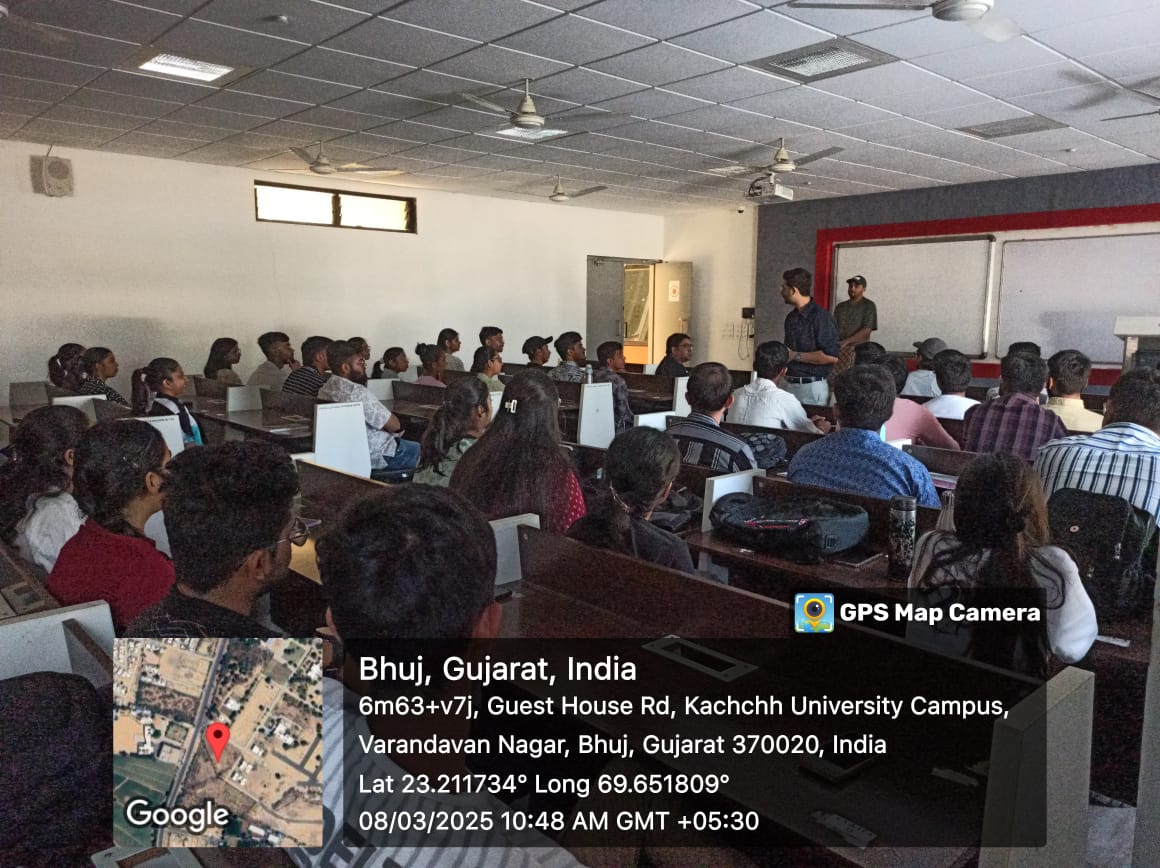 GPS Map Camera
Bhuj, Gujarat, India
6m63+v7j, Guest House Rd, Kachchh University Campus,
Varandavan Nagar, Bhuj, Gujarat 370020, India
Lat 23.211734° Long 69.651809°
08/03/2025 10:48 AM GMT +05:30
Google